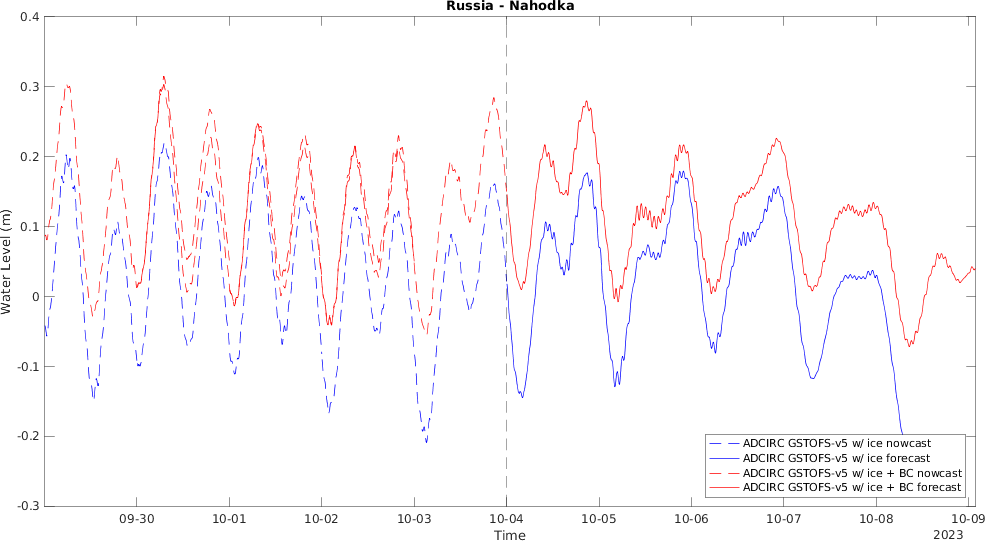 Russia - Nahodka
0.4
0.3
0.2
0.1
0
-0.1
-0.2
-0.3
Water Level (m)
ADCIRC GSTOFS-v5 w/ ice nowcast
ADCIRC GSTOFS-v5 w/ ice forecast
ADCIRC GSTOFS-v5 w/ ice + BC nowcast
ADCIRC GSTOFS-v5 w/ ice + BC forecast
09-30 10-01 10-02 10-03 10-04 10-05 10-06 10-07 10-08 10-09
Time 2023